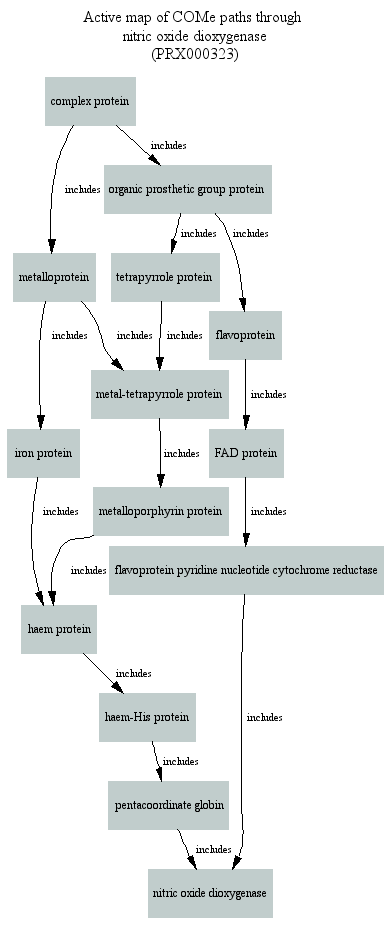 Active map of COMe paths through
nitric oxide dioxygenase
(PRX000323)
complex protein
includes
includes
organic prosthetic group protein
includes
includes
metalloprotein
tetrapyrrole protein
flavoprotein
includes
includes
includes
metal-tetrapyrrole protein
includes
iron protein
includes
FAD protein
includes
metalloporphyrin protein
includes
includes
flavoprotein pyridine nucleotide cytochrome reductase
haem protein
includes
haem-His protein
includes
includes
pentacoordinate globin
includes
nitric oxide dioxygenase